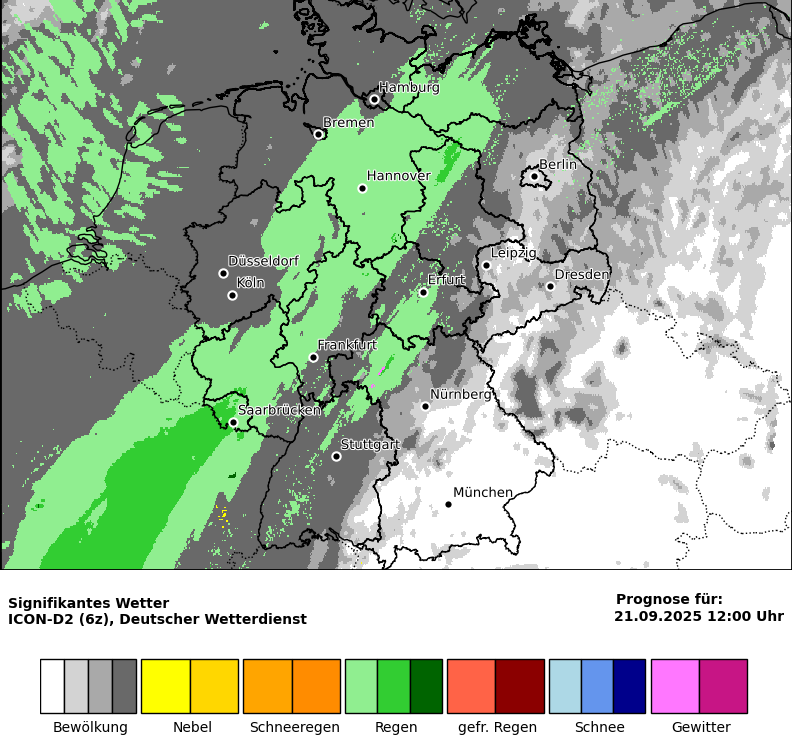 Hamburg
Bremen
Berlin
Hannover
Leipzig
Düsseldorf
Dresden
Köln
Erfurt
Frankfurt
Nürnberg
Saarbrücken
Stuttgart
München
Signifikantes Wetter
ICON-D2 (6z), Deutscher Wetterdienst
Prognose für:
21.09.2025 12:00 Uhr
Bewölkung Nebel Schneeregen Regen gefr. Regen Schnee Gewitter